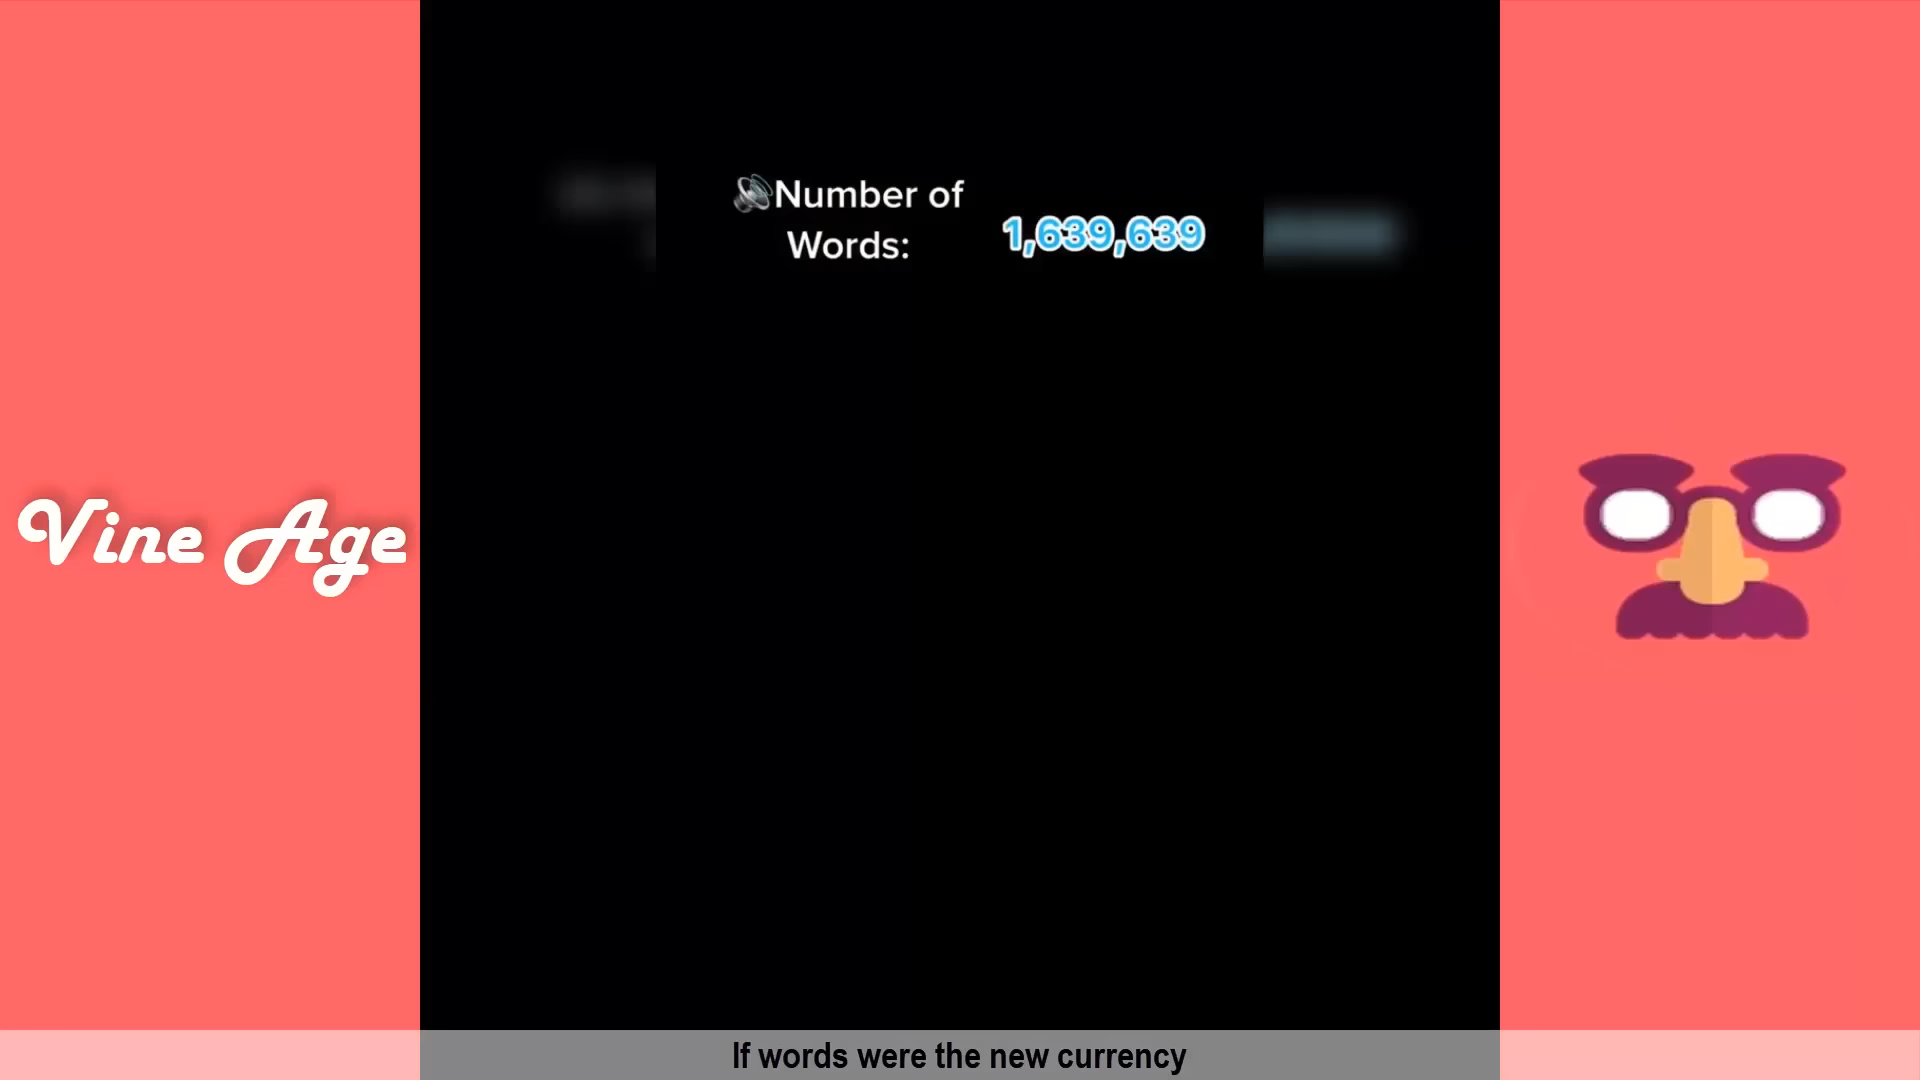 Number of
Words:
1,639,639
Vine Age
If words were the new currency